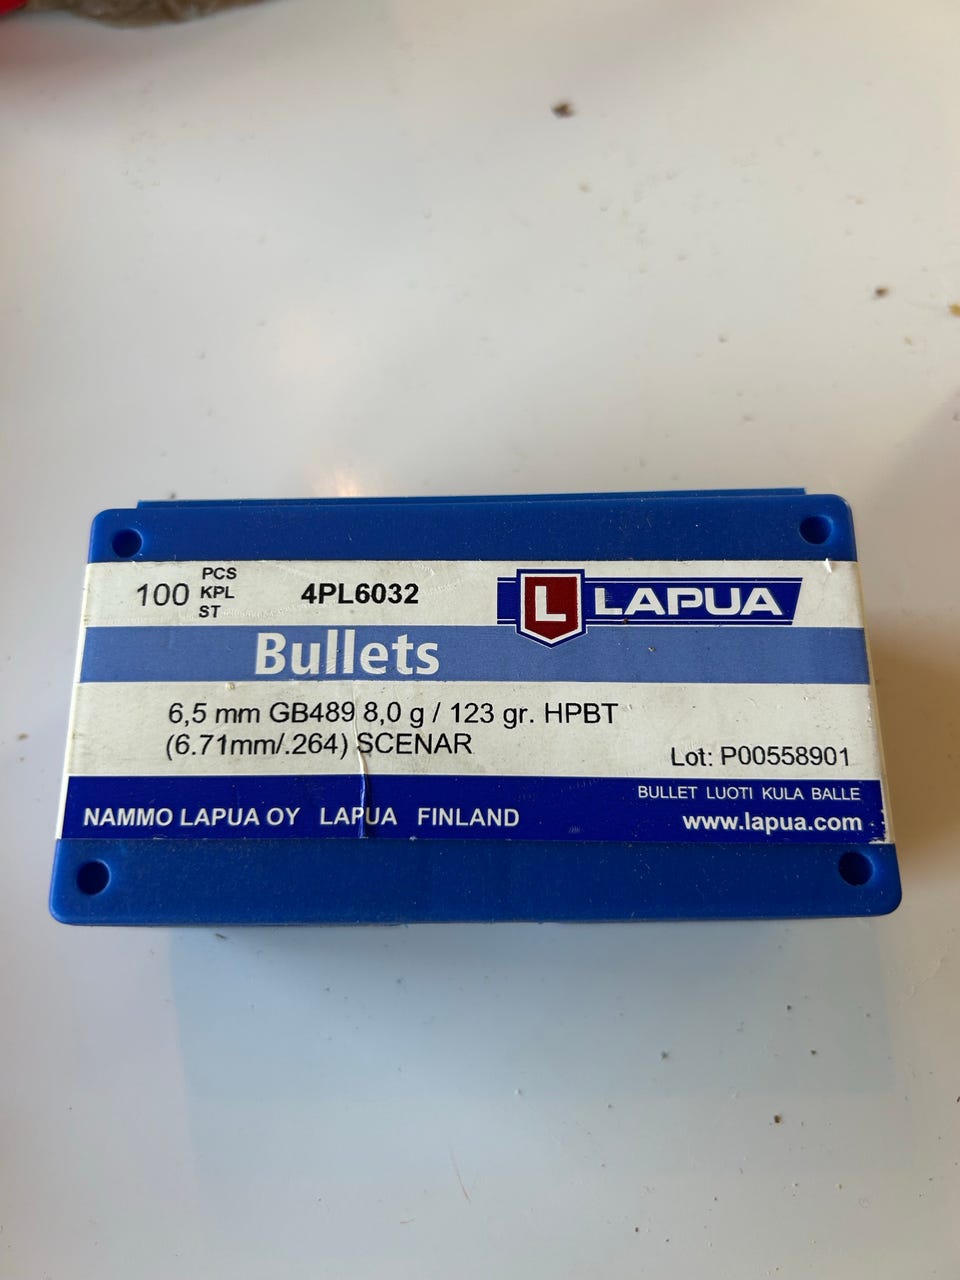 100 PCS
KPL
ST
4PL6032
L LAPUA
Bullets
6,5 mm GB489 8,0 g / 123 gr. HPBT
(6.71mm/.264) SCENAR
Lot: P00558901
BULLET LUOTI KULA BALLE
NAMMO LAPUA OY LAPUA FINLAND
www.lapua.com